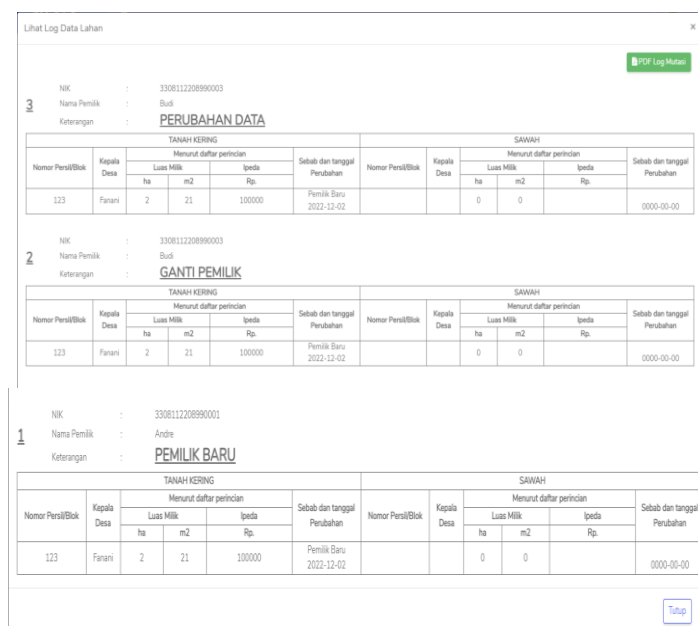 Lihat Log Data Lahan ×
PDF Log Mutasi
3
NIK : 3308112208990003
Nama Pemilik : Budi
Keterangan : PERUBAHAN DATA
TANAH KERING SAWAH
Nomor Persil/Blok Kepala Desa Menurut daftar perincian Sebab dan tanggal Perubahan Nomor Persil/Blok Kepala Desa Menurut daftar perincian Sebab dan tanggal Perubahan
Luas Milik Ipeda Luas Milik Ipeda
ha m2 Rp. ha m2 Rp.
123 Fanani 2 21 100000 Pemilik Baru 2022-12-02 0 0 0000-00-00
2
NIK : 3308112208990003
Nama Pemilik : Budi
Keterangan : GANTI PEMILIK
TANAH KERING SAWAH
Nomor Persil/Blok Kepala Desa Menurut daftar perincian Sebab dan tanggal Perubahan Nomor Persil/Blok Kepala Desa Menurut daftar perincian Sebab dan tanggal Perubahan
Luas Milik Ipeda Luas Milik Ipeda
ha m2 Rp. ha m2 Rp.
123 Fanani 2 21 100000 Pemilik Baru 2022-12-02 0 0 0000-00-00
1
NIK : 3308112208990001
Nama Pemilik : Andre
Keterangan : PEMILIK BARU
TANAH KERING SAWAH
Nomor Persil/Blok Kepala Desa Menurut daftar perincian Sebab dan tanggal Perubahan Nomor Persil/Blok Kepala Desa Menurut daftar perincian Sebab dan tanggal Perubahan
Luas Milik Ipeda Luas Milik Ipeda
ha m2 Rp. ha m2 Rp.
123 Fanani 2 21 100000 Pemilik Baru 2022-12-02 0 0 0000-00-00
Tutup